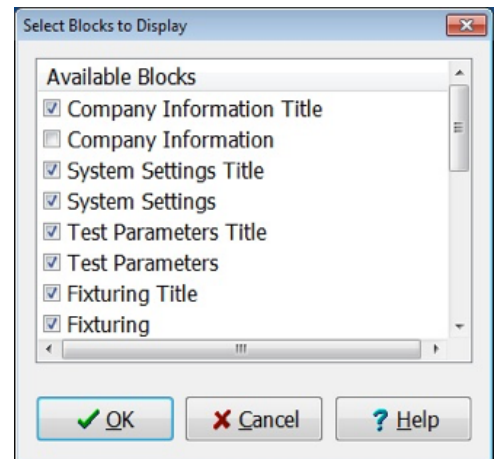 Select Blocks to Display
Available Blocks
Company Information Title
Company Information
System Settings Title
System Settings
Test Parameters Title
Test Parameters
Fixturing Title
Fixturing
OK
Cancel
Help